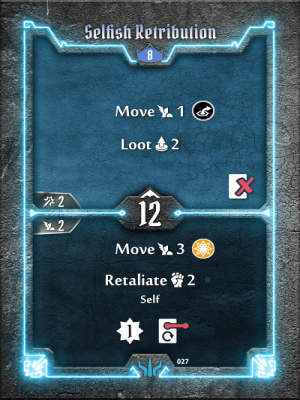 Selfish Retribution
8
Move 1
Loot 2
2
2
12
Move 3
Retaliate 2
Self
1
027